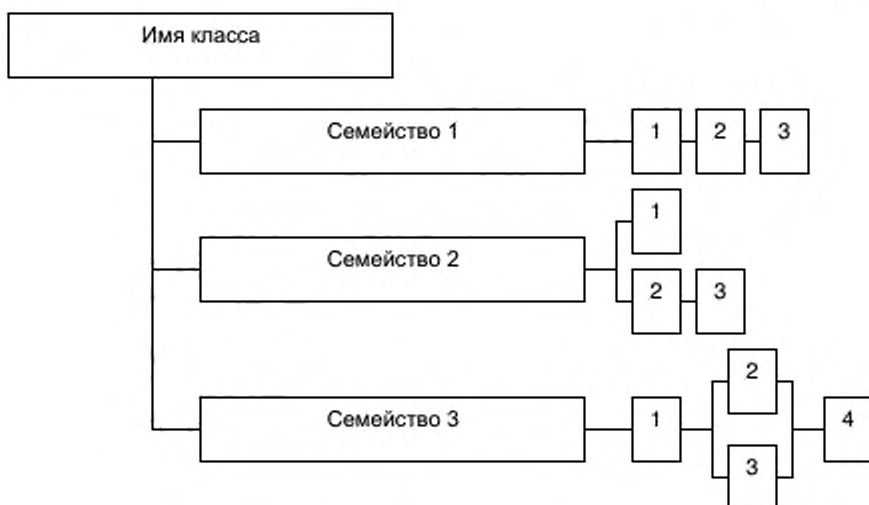 Имя класса
Семейство 1 1 2 3
1
Семейство 2
2 3
2
Семейство 3 1 4
3